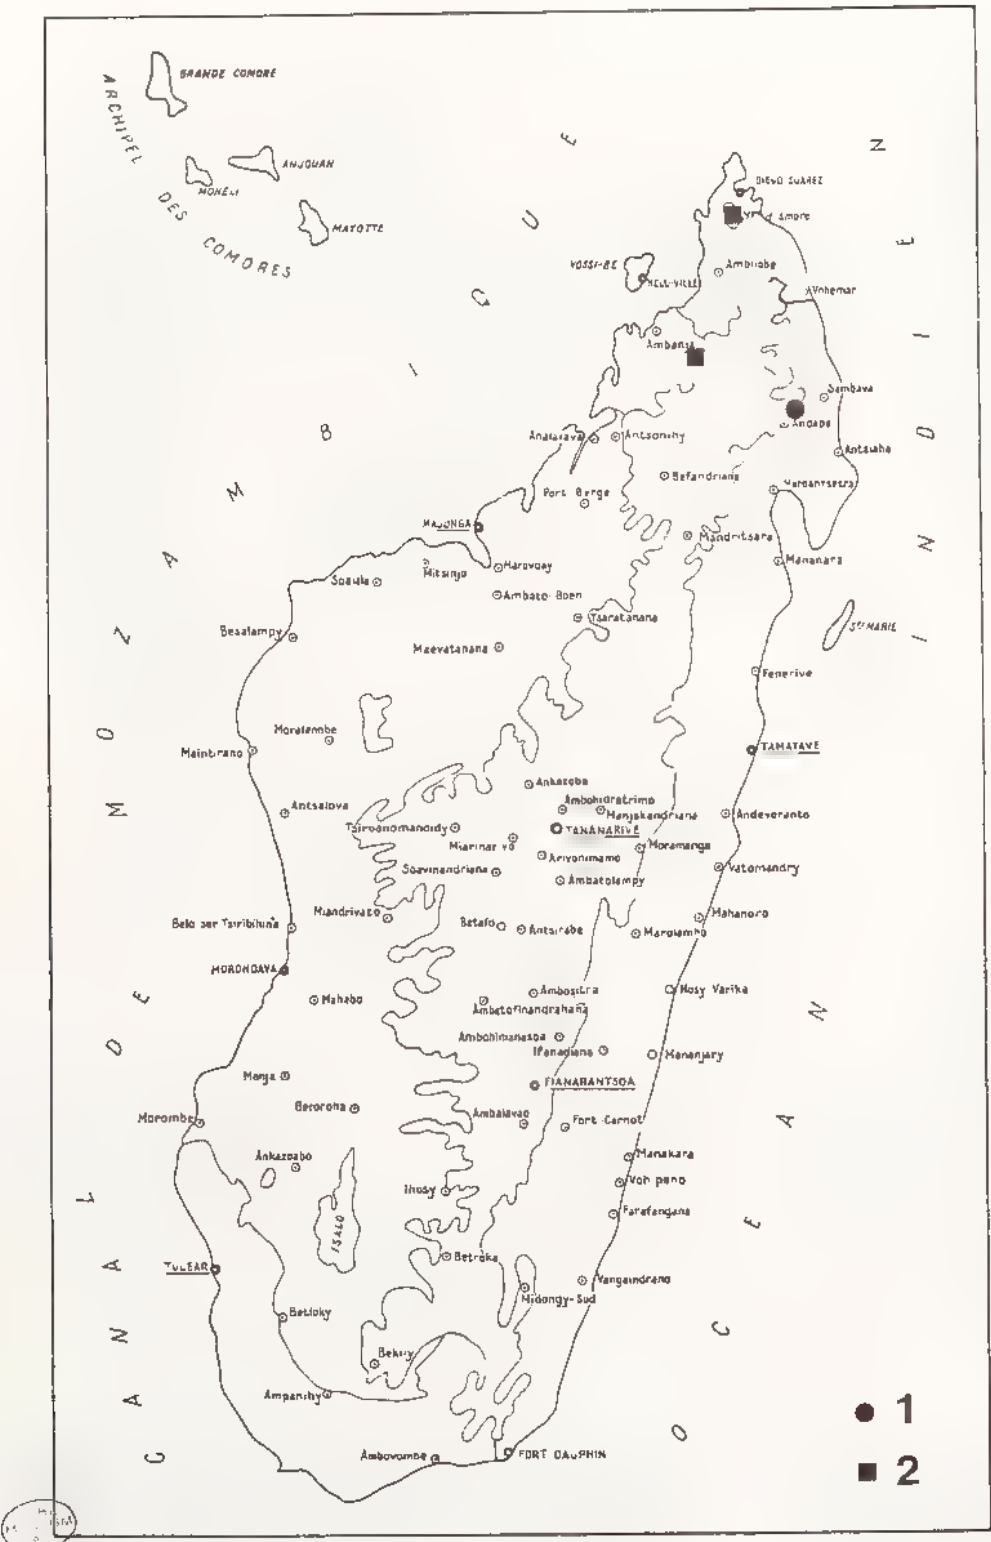 GRANDE COMORE
ARCHIPEL DES COMORES
ANJOUAN
MOHÉLI
MAYOTTE
CANAL DE MOZAMBIQUE
OCEAN INDIEN
DIEGO SUAREZ
NOSSI-BE
HELL-VILLE
Ambilobe
Vohemar
Ambanja
Sambava
Andapa
Analalava
Antsohihy
Antalaha
Befandriana
Maroantsetra
Port Berge
MAJUNGA
Mandritsara
Mananara
Mitsinjo
Marovoay
Soalala
Ambato-Boen
Tsaratanana
Ste MARIE
Besalampy
Maevatanana
Fenerive
Morafenobe
Maintirano
TAMATAVE
Ankazobe
Ambohidratrimo
Antsalova
Manjakandriana
Andevoranto
Tsiroanomandidy
TANANARIVE
Miarinarivo
Moramanga
Arivonimamo
Soavinandriana
Ambatolampy
Vatomandry
Miandrivazo
Mahanoro
Belo sur Tsiribihina
Betafo
Antsirabe
Marolambo
MORONDAVA
Mahabo
Ambositra
Nosy Varika
Ambatofinandrahana
Ambohimanasoa
Ifanadiana
Mananjary
Manja
FIANARANTSOA
Beroroha
Morombe
Ambalavao
Fort-Carnot
Ankazoabo
Manakara
Ihosy
Vohipeno
Farafangana
ISALO
Betroka
TULEAR
Vangaindrano
Midongy-Sud
Betioky
Bekily
Ampanihy
Ambovombe
FORT DAUPHIN
1
2